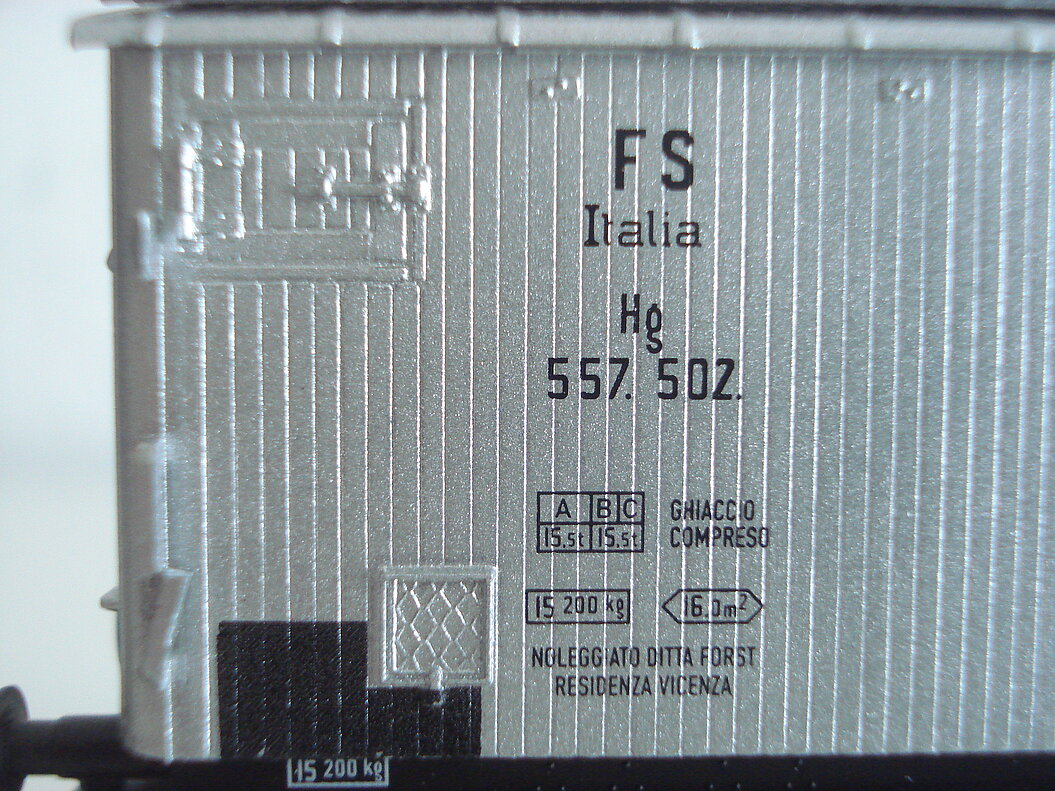 FS
Italia
Hg
557. 502.
A B C
15.5t 15.5t
GHIACCIO
COMPRESO
15 200 kg
16.0m²
NOLEGGIATO DITTA FORST
RESIDENZA VICENZA
15 200 kg